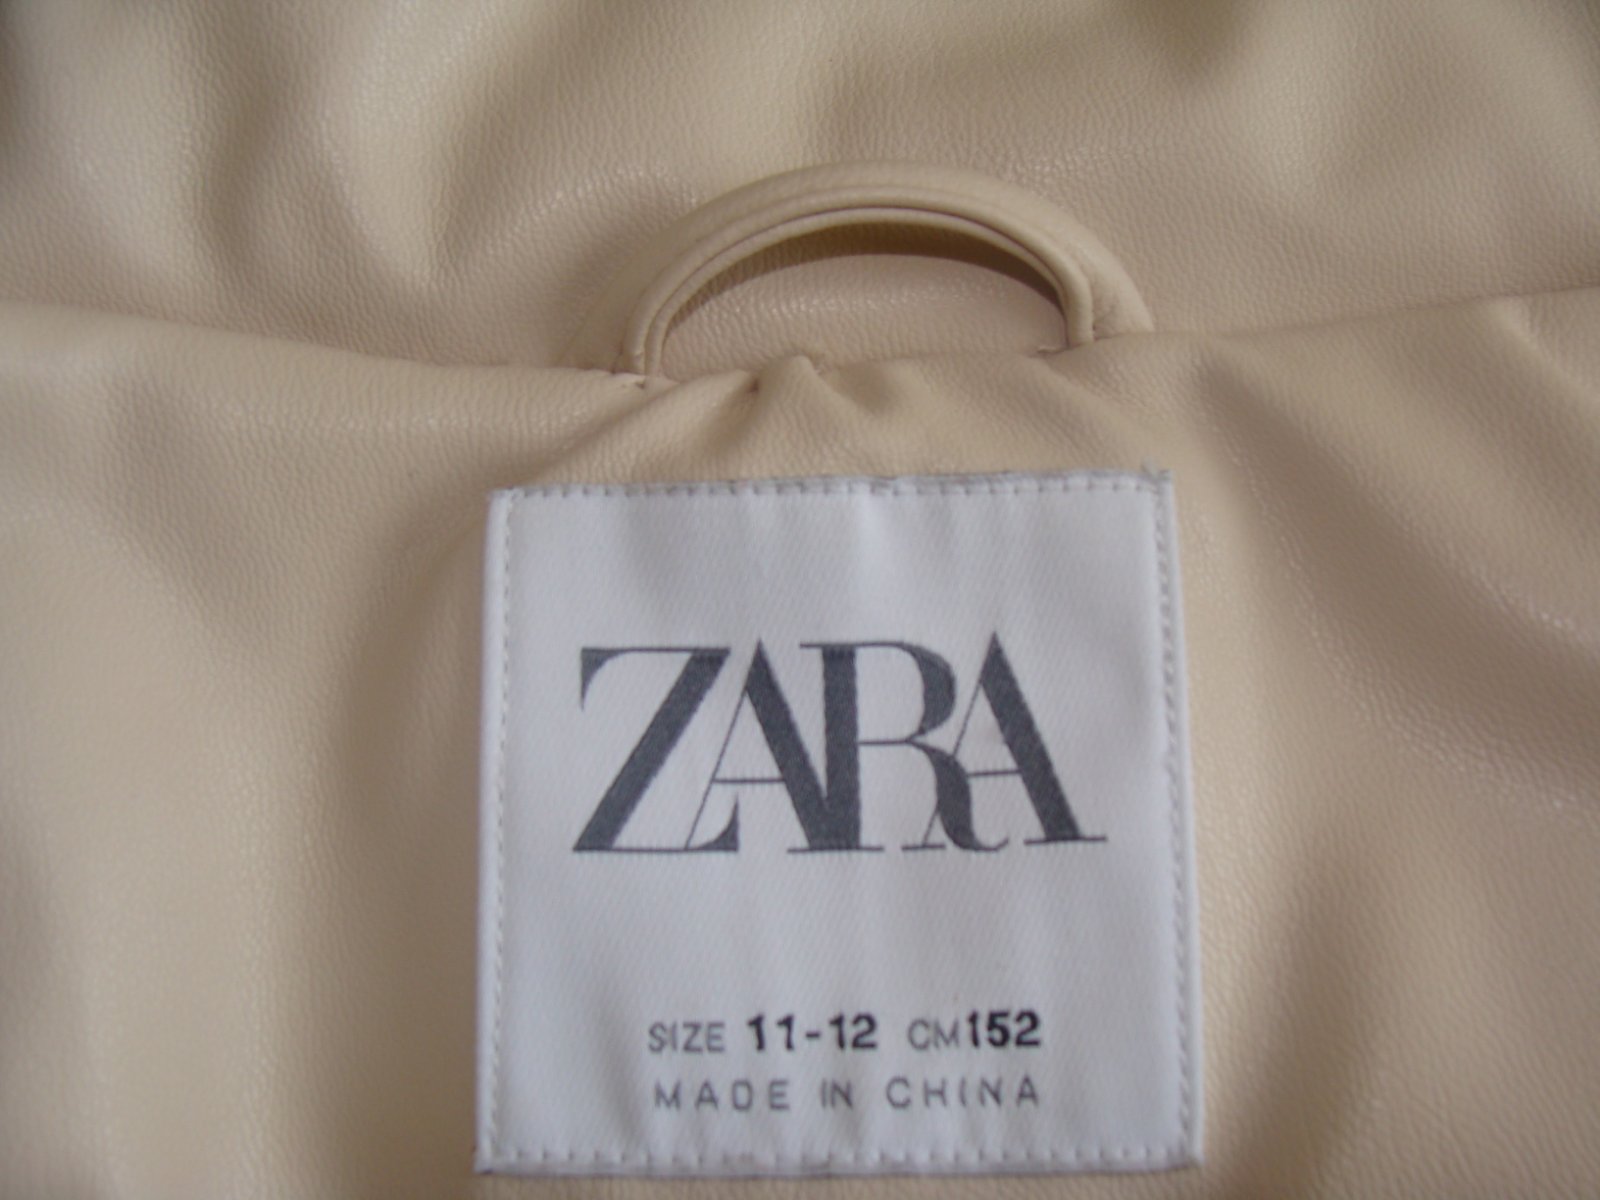 ZARA
SIZE 11-12 CM152
MADE IN CHINA